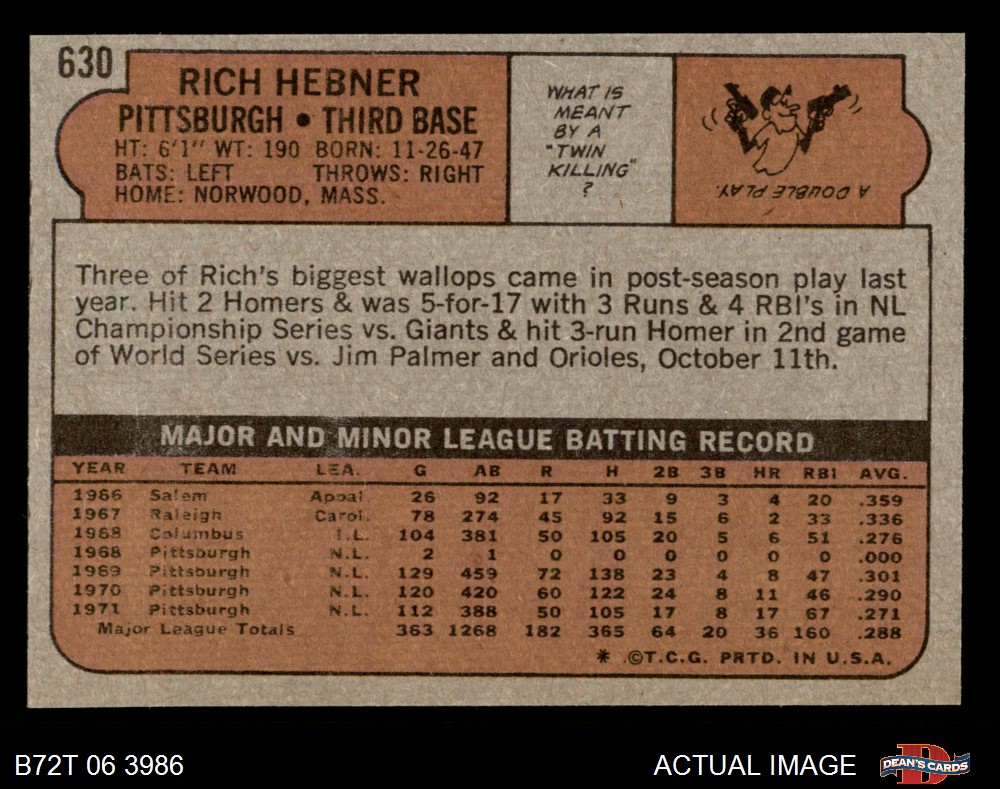 630
RICH HEBNER
PITTSBURGH • THIRD BASE
HT: 6'1" WT: 190 BORN: 11-26-47
BATS: LEFT THROWS: RIGHT
HOME: NORWOOD, MASS.
WHAT IS
MEANT
BY A
"TWIN
KILLING"
?
A DOUBLE PLAY.
Three of Rich's biggest wallops came in post-season play last
year. Hit 2 Homers & was 5-for-17 with 3 Runs & 4 RBI's in NL
Championship Series vs. Giants & hit 3-run Homer in 2nd game
of World Series vs. Jim Palmer and Orioles, October 11th.
MAJOR AND MINOR LEAGUE BATTING RECORD
YEAR TEAM LEA. G AB R H 2B 3B HR RBI AVG.
1966 Salem Appal. 26 92 17 33 9 3 4 20 .359
1967 Raleigh Carol. 78 274 45 92 15 6 2 33 .336
1968 Columbus I.L. 104 381 50 105 20 5 6 51 .276
1968 Pittsburgh N.L. 2 1 0 0 0 0 0 0 .000
1969 Pittsburgh N.L. 129 459 72 138 23 4 8 47 .301
1970 Pittsburgh N.L. 120 420 60 122 24 8 11 46 .290
1971 Pittsburgh N.L. 112 388 50 105 17 8 17 67 .271
Major League Totals 363 1268 182 365 64 20 36 160 .288
* ©T.C.G. PRTD. IN U.S.A.
B72T 06 3986
ACTUAL IMAGE
D
DEAN'S CARDS